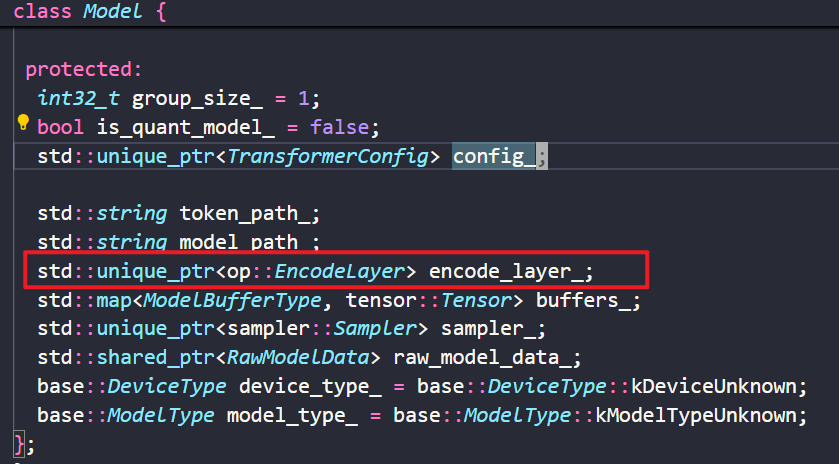 class Model {
protected:
int32_t group_size_ = 1;
bool is_quant_model_ = false;
std::unique_ptr<TransformerConfig> config_;
std::string token_path_;
std::string model_path_;
std::unique_ptr<op::EncodeLayer> encode_layer_;
std::map<ModelBufferType, tensor::Tensor> buffers_;
std::unique_ptr<sampler::Sampler> sampler_;
std::shared_ptr<RawModelData> raw_model_data_;
base::DeviceType device_type_ = base::DeviceType::kDeviceUnknown;
base::ModelType model_type_ = base::ModelType::kModelTypeUnknown;
};